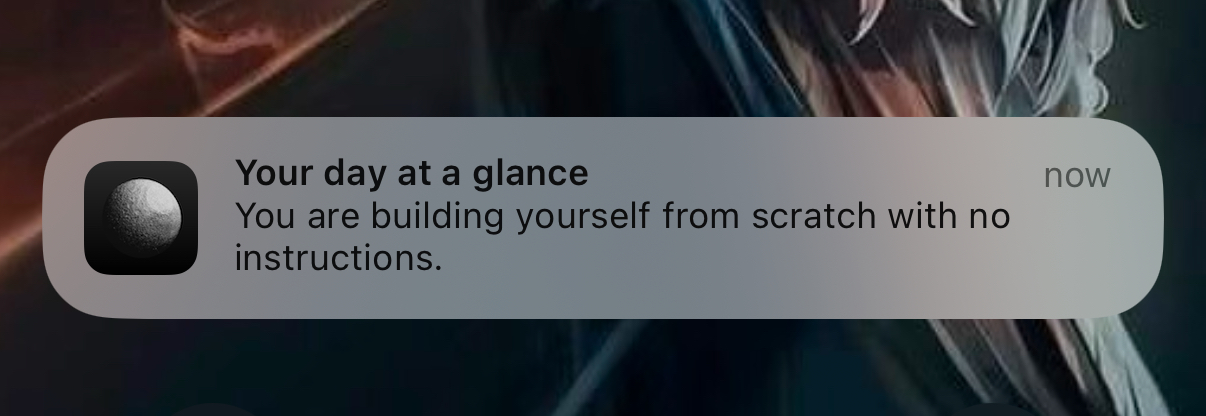 Your day at a glance
now
You are building yourself from scratch with no
instructions.